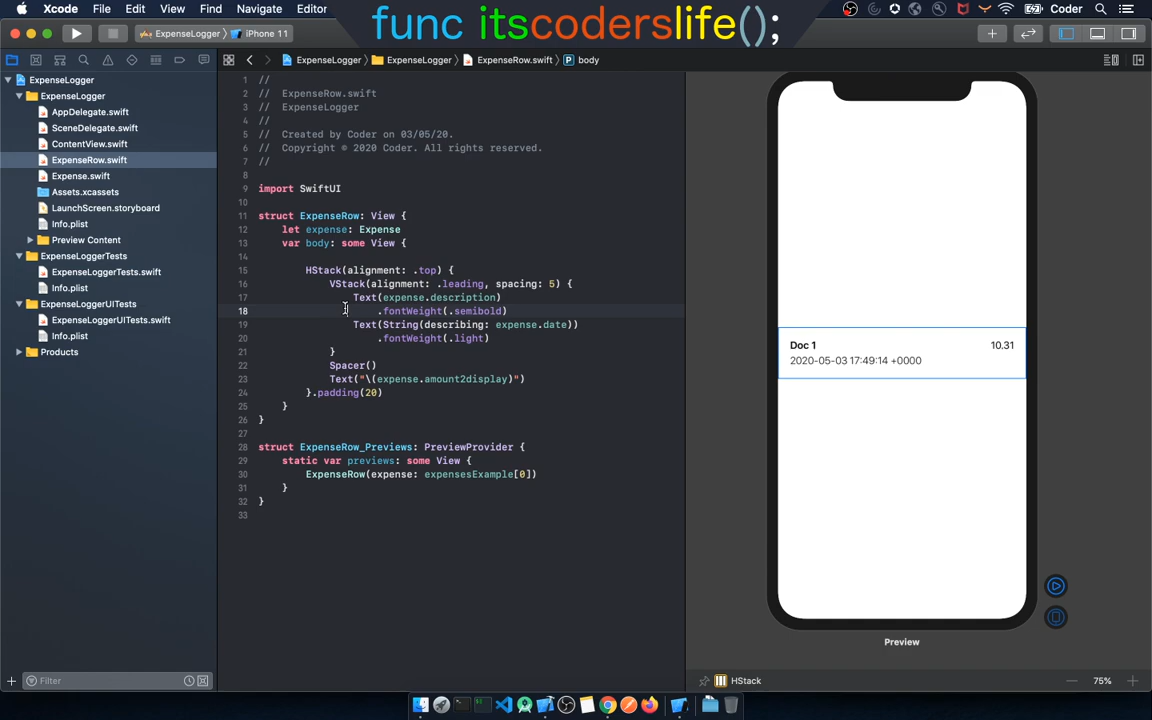 Xcode File Edit View Find Navigate Editor
func itscoderslife();
Coder
ExpenseLogger iPhone 11
ExpenseLogger ExpenseLogger ExpenseRow.swift body
ExpenseLogger
ExpenseLogger
AppDelegate.swift
SceneDelegate.swift
ContentView.swift
ExpenseRow.swift
Expense.swift
Assets.xcassets
LaunchScreen.storyboard
Info.plist
Preview Content
ExpenseLoggerTests
ExpenseLoggerTests.swift
Info.plist
ExpenseLoggerUITests
ExpenseLoggerUITests.swift
Info.plist
Products
Filter
1 //
2 // ExpenseRow.swift
3 // ExpenseLogger
4 //
5 // Created by Coder on 03/05/20.
6 // Copyright © 2020 Coder. All rights reserved.
7 //
8
9 import SwiftUI
10
11 struct ExpenseRow: View {
12 let expense: Expense
13 var body: some View {
14
15 HStack(alignment: .top) {
16 VStack(alignment: .leading, spacing: 5) {
17 Text(expense.description)
18 .fontWeight(.semibold)
19 Text(String(describing: expense.date))
20 .fontWeight(.light)
21 }
22 Spacer()
23 Text("\(expense.amount2display)")
24 }.padding(20)
25 }
26 }
27
28 struct ExpenseRow_Previews: PreviewProvider {
29 static var previews: some View {
30 ExpenseRow(expense: expensesExample[0])
31 }
32 }
33
Doc 1 10.31
2020-05-03 17:49:14 +0000
Preview
HStack 75%